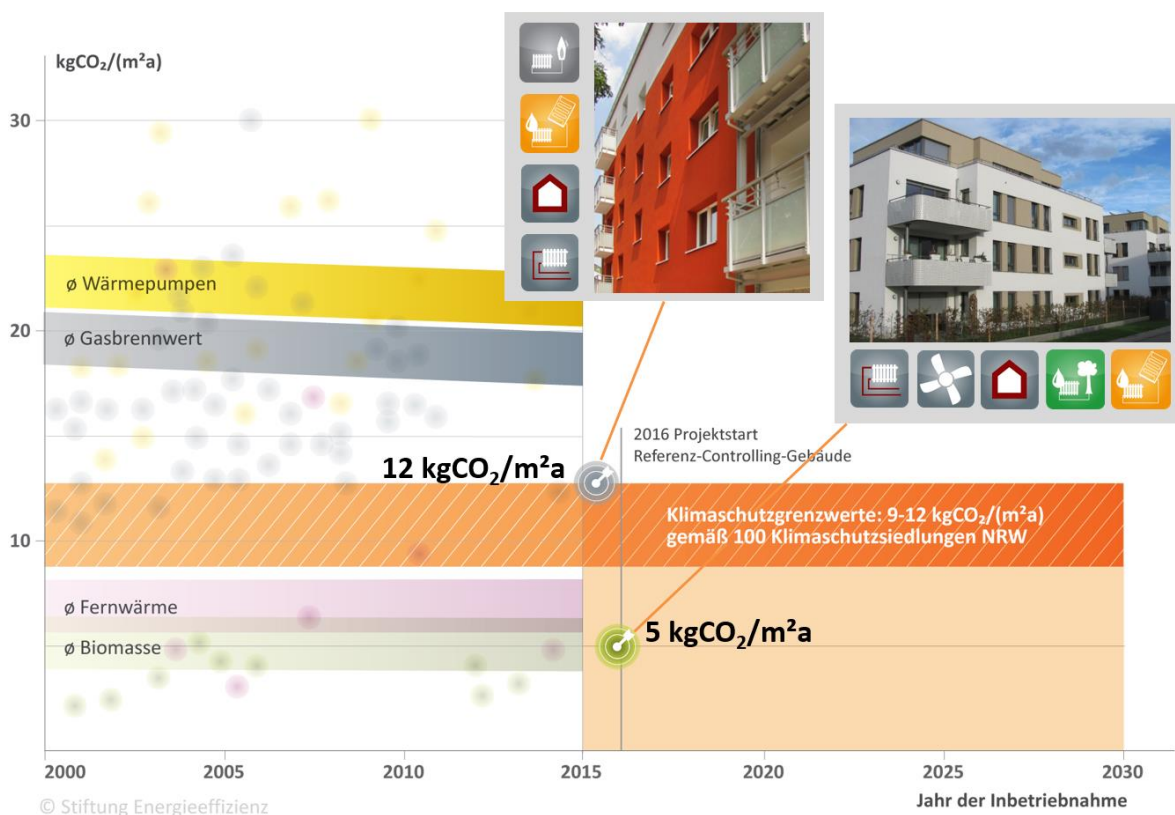 kgCO₂/(m²a)
30
ø Wärmepumpen
20
ø Gasbrennwert
2016 Projektstart
Referenz-Controlling-Gebäude
12 kgCO₂/m²a
Klimaschutzgrenzwerte: 9-12 kgCO₂/(m²a)
gemäß 100 Klimaschutzsiedlungen NRW
10
ø Fernwärme
5 kgCO₂/m²a
ø Biomasse
2000 2005 2010 2015 2020 2025 2030
Jahr der Inbetriebnahme
© Stiftung Energieeffizienz